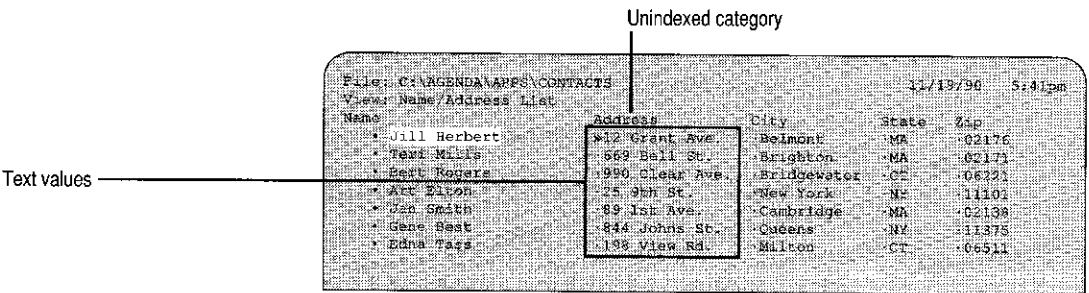 Unindexed category
File: C:\AGENDA\APPS\CONTACTS 11/19/90 5:41pm
View: Name/Address List
Name Address City State Zip
• Jill Herbert »12 Grant Ave. ·Belmont ·MA ·02176
• Teri Mills ·669 Bell St. ·Brighton ·MA ·02171
• Bert Rogers ·990 Clear Ave. ·Bridgewater ·CT ·06221
• Art Elton ·25 9th St. ·New York ·NY ·11101
• Jan Smith ·89 1st Ave. ·Cambridge ·MA ·02138
• Gene Best ·844 Johns St. ·Queens ·NY ·11375
• Edna Tags ·198 View Rd. ·Milton ·CT ·06511
Text values